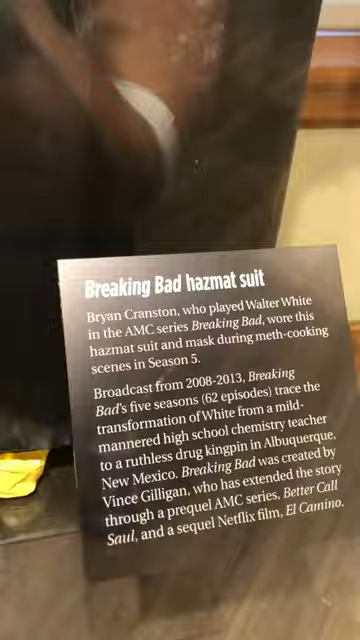 Breaking Bad hazmat suit
Bryan Cranston, who played Walter White
in the AMC series Breaking Bad, wore this
hazmat suit and mask during meth-cooking
scenes in Season 5.
Broadcast from 2008-2013, Breaking
Bad's five seasons (62 episodes) trace the
transformation of White from a mild-
mannered high school chemistry teacher
to a ruthless drug kingpin in Albuquerque,
New Mexico. Breaking Bad was created by
Vince Gilligan, who has extended the story
through a prequel AMC series, Better Call
Saul, and a sequel Netflix film, El Camino.